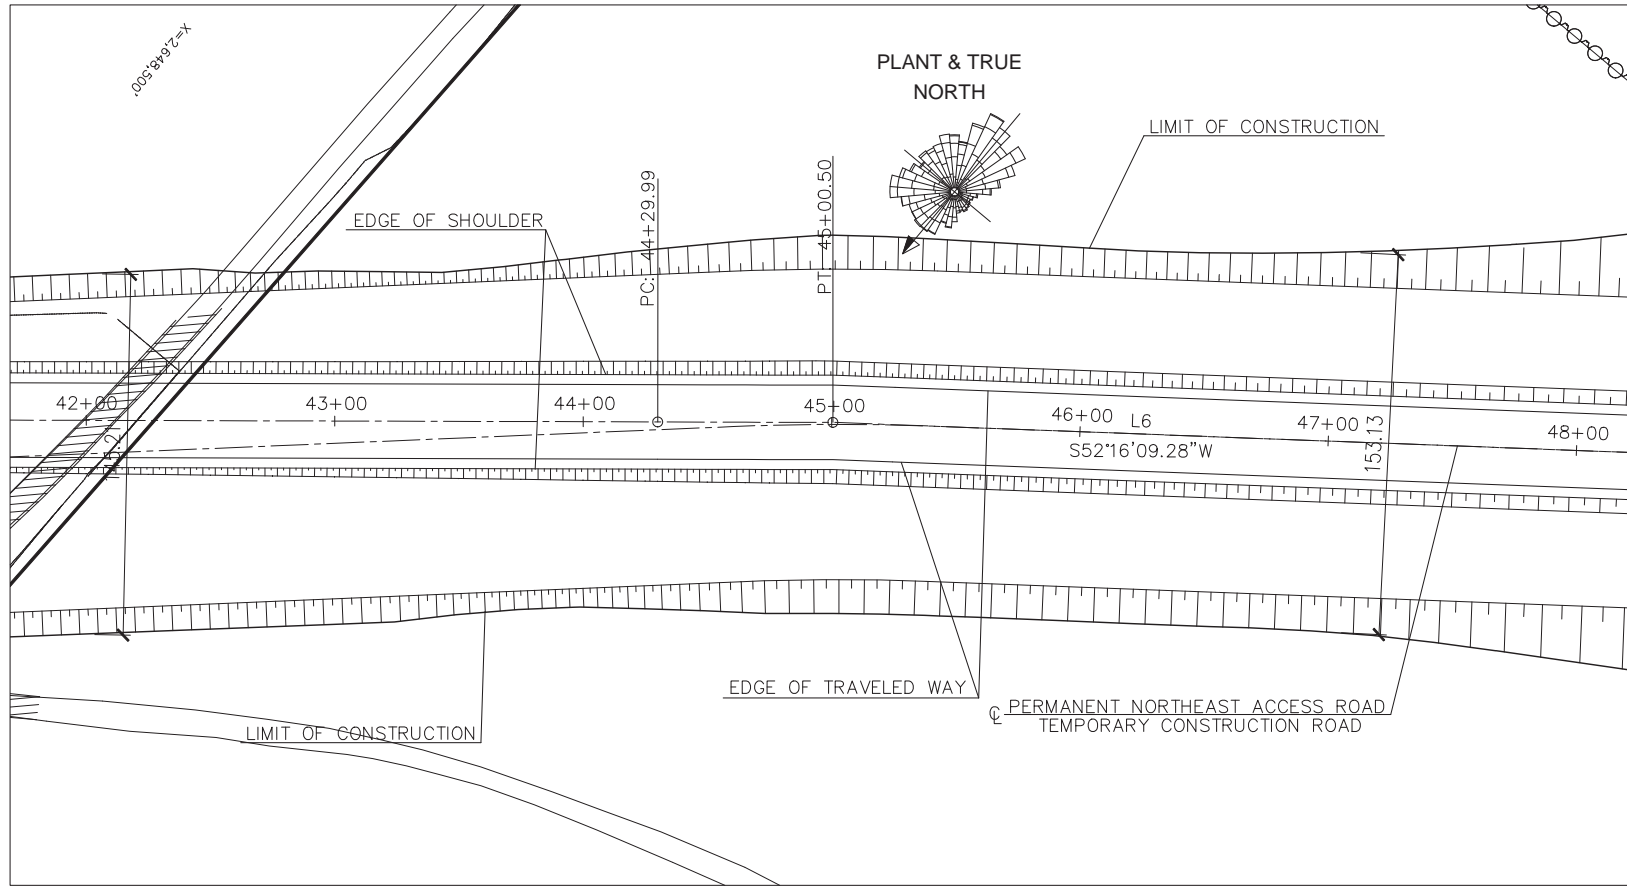 X=2,648,500'
PLANT & TRUE
NORTH
LIMIT OF CONSTRUCTION
EDGE OF SHOULDER
PC: 44+29.99
PT: 45+00.50
42+00
43+00
44+00
45+00
46+00
L6
47+00
48+00
S52°16'09.28"W
153.13
EDGE OF TRAVELED WAY
℄ PERMANENT NORTHEAST ACCESS ROAD
TEMPORARY CONSTRUCTION ROAD
LIMIT OF CONSTRUCTION